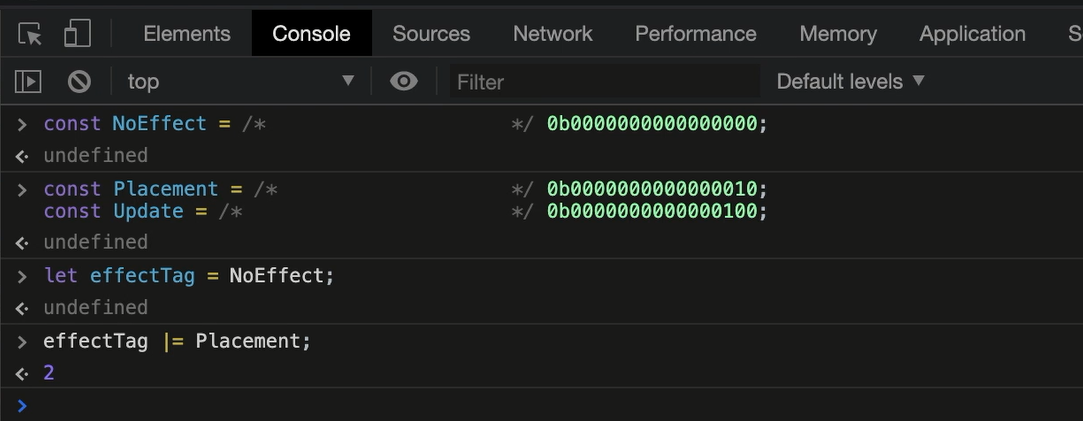 Elements Console Sources Network Performance Memory Application S
top Filter Default levels
> const NoEffect = /* */ 0b0000000000000000;
undefined
> const Placement = /* */ 0b0000000000000010;
const Update = /* */ 0b0000000000000100;
undefined
> let effectTag = NoEffect;
undefined
> effectTag |= Placement;
2
>